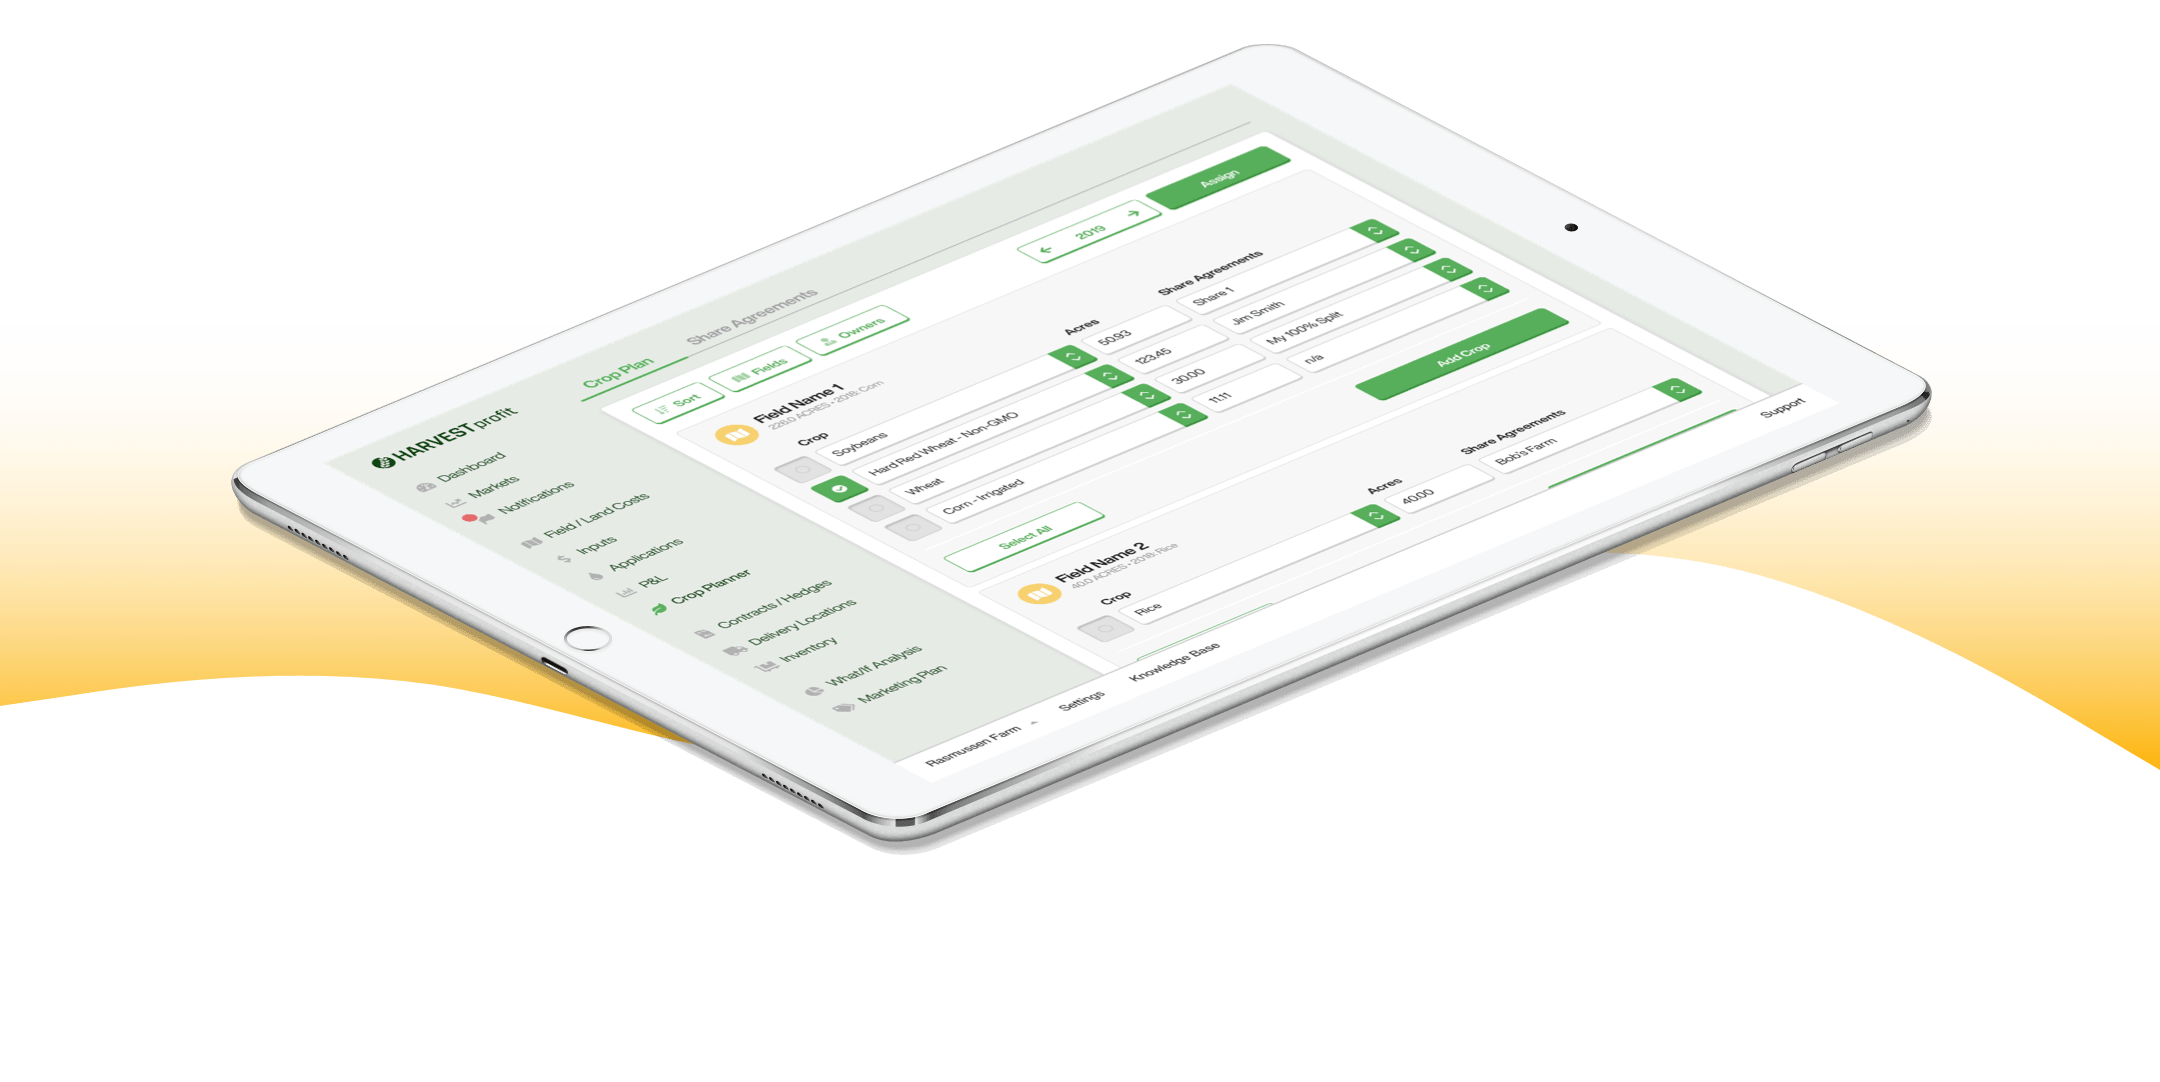 HARVEST profit
Dashboard
Markets
Notifications
Field / Land Costs
Inputs
Applications
P&L
Crop Planner
Contracts / Hedges
Delivery Locations
Inventory
What/If Analysis
Marketing Plan
Crop Plan
Share Agreements
Sort
Fields
Owners
2019
Assign
Field Name 1
226.0 ACRES • 2018: Corn
Crop Acres Share Agreements
Soybeans 50.93 Share 1
Hard Red Wheat - Non-GMO 123.45 Jim Smith
Wheat 30.00 My 100% Split
Corn - Irrigated 11.11 n/a
Select All
Add Crop
Field Name 2
40.0 ACRES • 2018: Rice
Crop Acres Share Agreements
Rice 40.00 Bob's Farm
Rasmussen Farm
Settings
Knowledge Base
Support